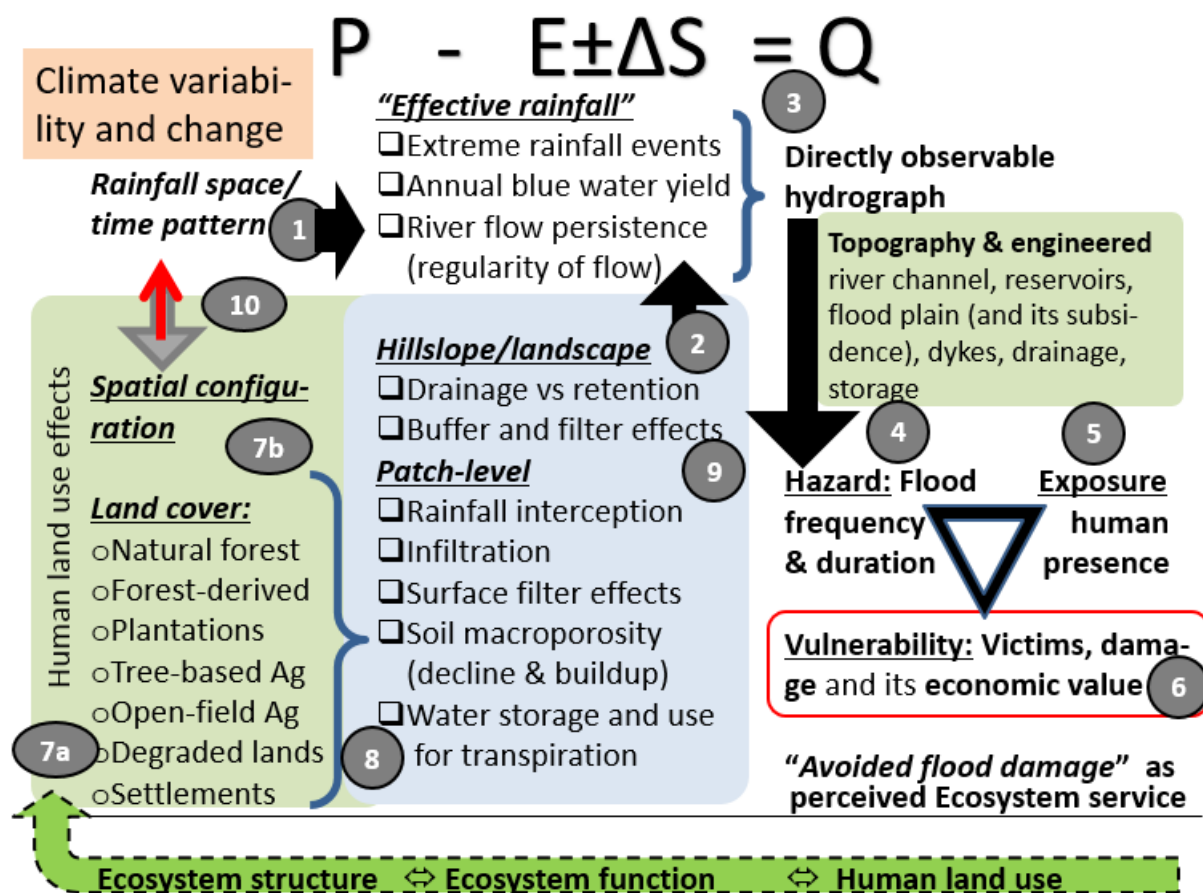 P - E±ΔS = Q
Climate variabi-
lity and change
Rainfall space/
time pattern
1
“Effective rainfall”
❑Extreme rainfall events
❑Annual blue water yield
❑River flow persistence
(regularity of flow)
3
Directly observable
hydrograph
Topography & engineered
river channel, reservoirs,
flood plain (and its subsi-
dence), dykes, drainage,
storage
10
2
Human land use effects
Spatial configu-
ration
7b
Land cover:
oNatural forest
oForest-derived
oPlantations
oTree-based Ag
oOpen-field Ag
oDegraded lands
oSettlements
7a
Hillslope/landscape
❑Drainage vs retention
❑Buffer and filter effects
9
Patch-level
❑Rainfall interception
❑Infiltration
❑Surface filter effects
❑Soil macroporosity
(decline & buildup)
❑Water storage and use
for transpiration
8
4
5
Hazard: Flood
frequency
& duration
Exposure
human
presence
Vulnerability: Victims, dama-
ge and its economic value
6
“Avoided flood damage” as
perceived Ecosystem service
Ecosystem structure ⇔ Ecosystem function ⇔ Human land use